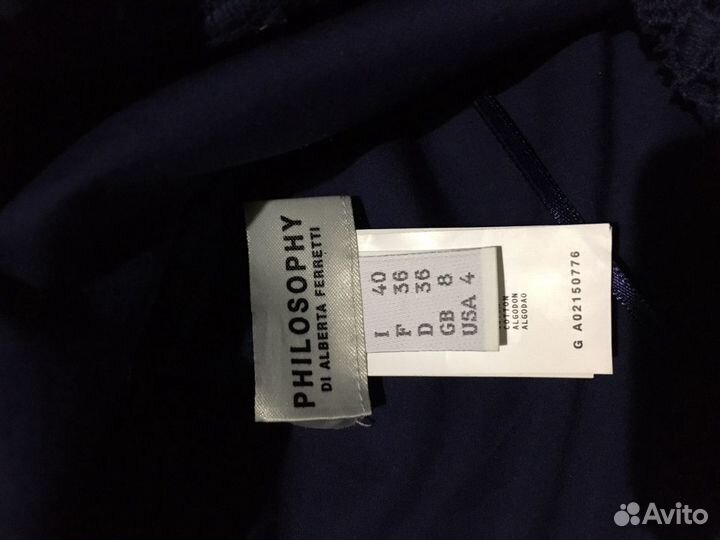 PHILOSOPHY
DI ALBERTA FERRETTI
I 40
F 36
D 36
GB 8
USA 4
COTTON
ALGODON
ALGODAO
G A02150776
Avito